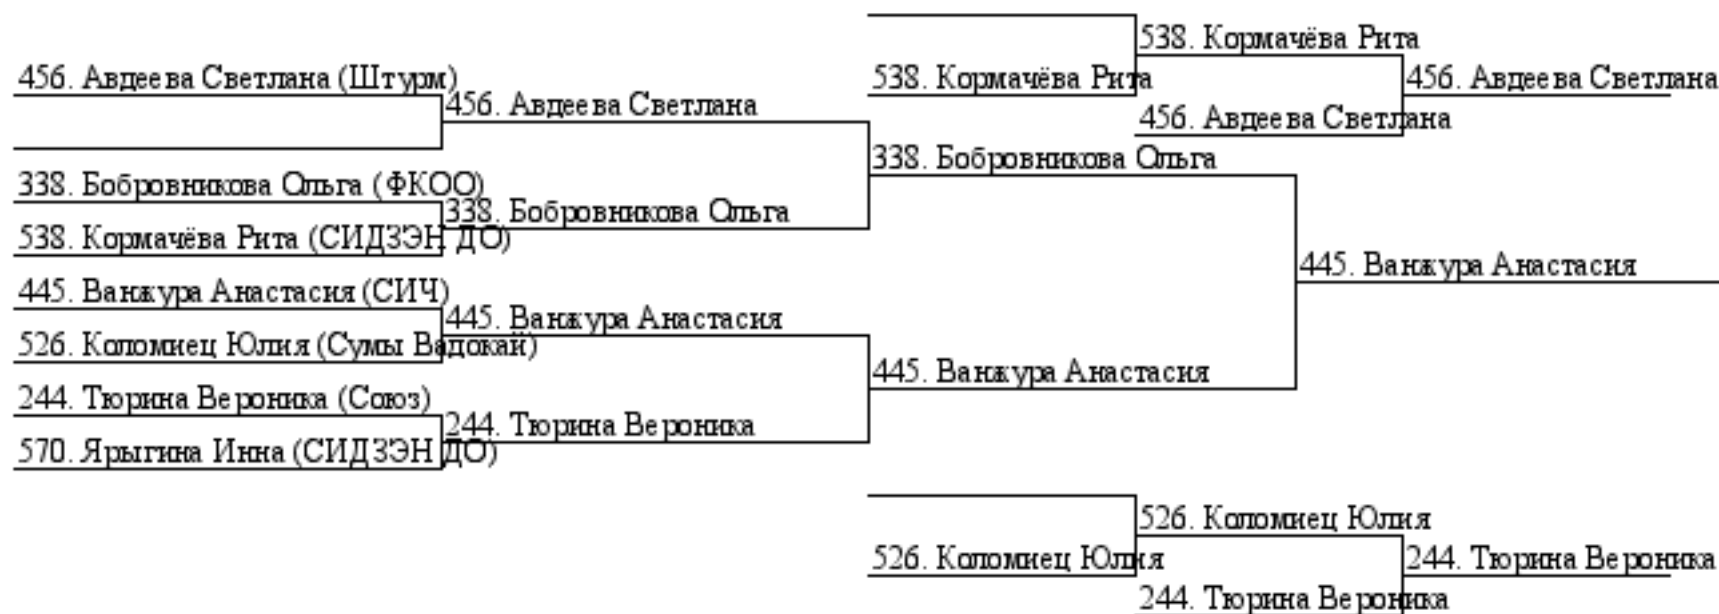 538. Кормачёва Рита
456. Авдеева Светлана (Штурм)
538. Кормачёва Рита
456. Авдеева Светлана
456. Авдеева Светлана
456. Авдеева Светлана
338. Бобровникова Ольга
338. Бобровникова Ольга (ФКОО)
338. Бобровникова Ольга
538. Кормачёва Рита (СИДЗЭН ДО)
445. Ванжура Анастасия
445. Ванжура Анастасия (СИЧ)
445. Ванжура Анастасия
526. Коломиец Юлия (Сумы Вадокай)
445. Ванжура Анастасия
244. Тюрина Вероника (Союз)
244. Тюрина Вероника
570. Ярыгина Инна (СИДЗЭН ДО)
526. Коломиец Юлия
526. Коломиец Юлия
244. Тюрина Вероника
244. Тюрина Вероника